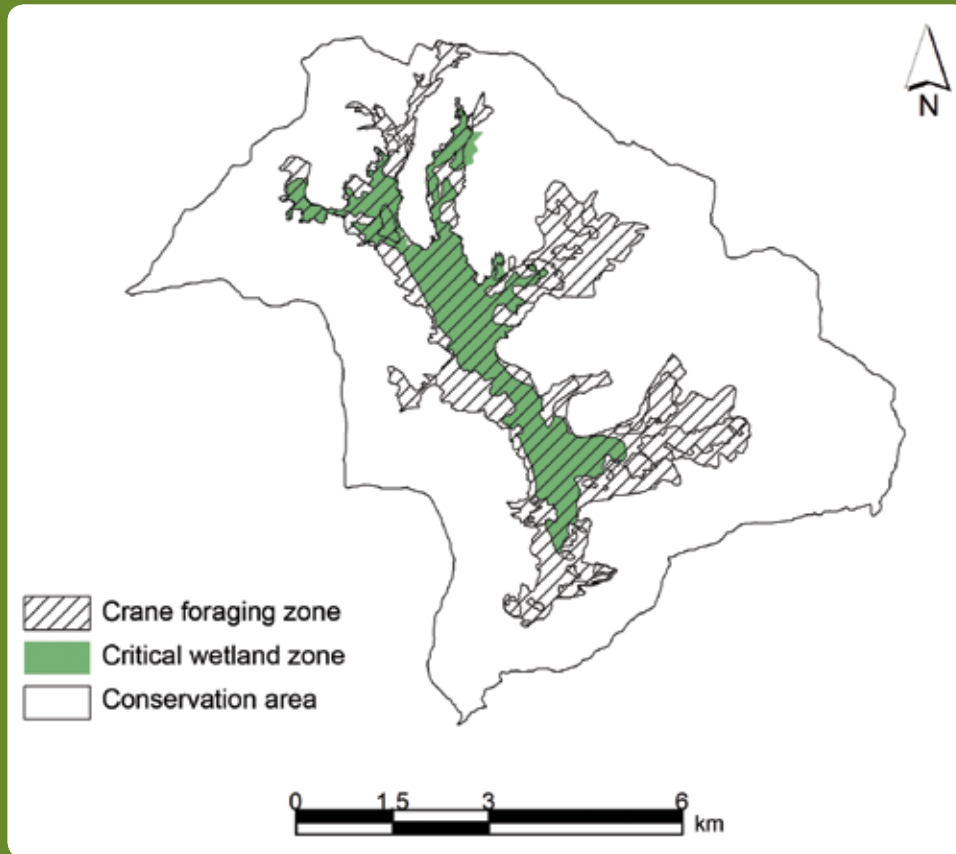 N
Crane foraging zone
Critical wetland zone
Conservation area
0 1.5 3 6
km